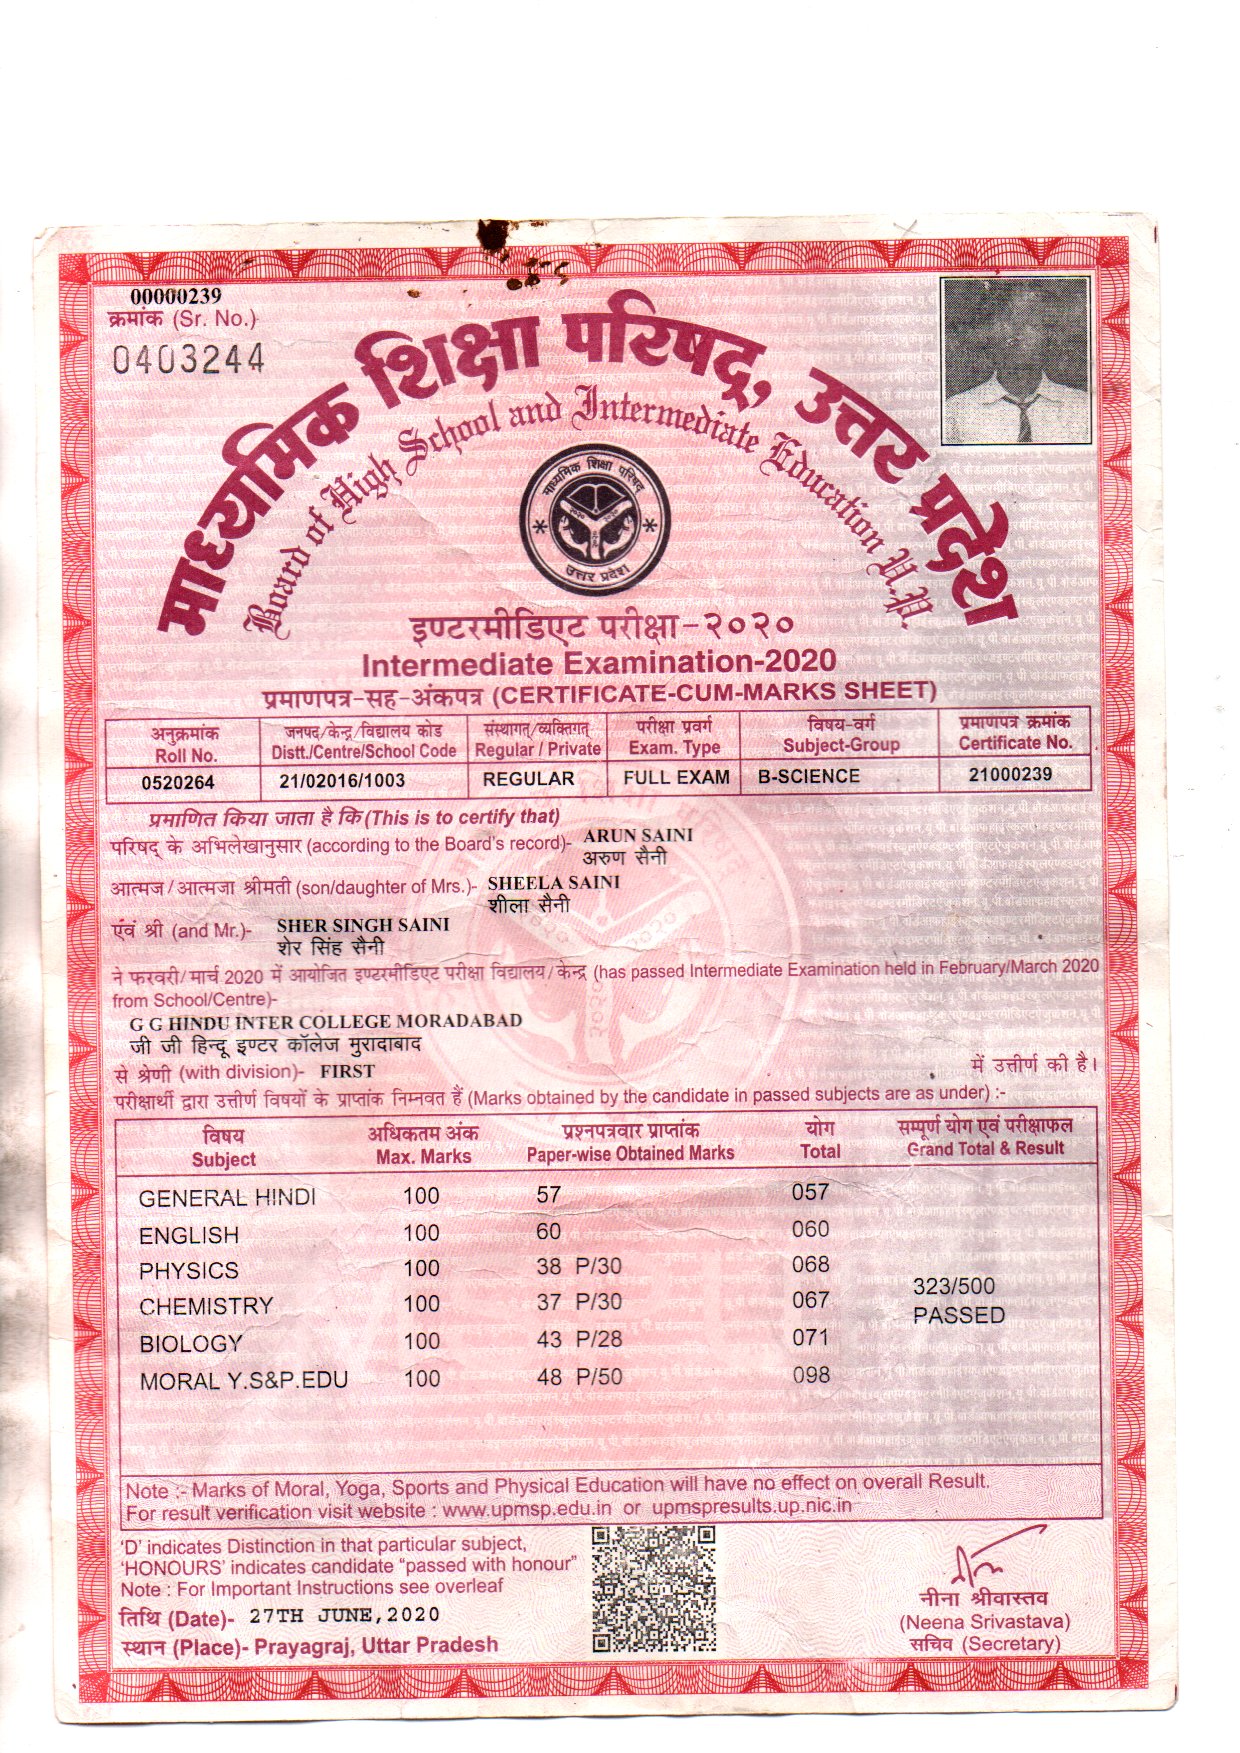 00000239
क्रमांक (Sr. No.)
0403244
माध्यमिक शिक्षा परिषद्, उत्तर प्रदेश
Board of High School and Intermediate Education U.P.
माध्यमिक शिक्षा परिषद्
उत्तर प्रदेश
इण्टरमीडिएट परीक्षा-२०२०
Intermediate Examination-2020
प्रमाणपत्र-सह-अंकपत्र (CERTIFICATE-CUM-MARKS SHEET)
अनुक्रमांक जनपद/केन्द्र/विद्यालय कोड संस्थागत्/व्यक्तिगत् परीक्षा प्रवर्ग विषय-वर्ग प्रमाणपत्र क्रमांक
Roll No. Distt./Centre/School Code Regular / Private Exam. Type Subject-Group Certificate No.
0520264 21/02016/1003 REGULAR FULL EXAM B-SCIENCE 21000239
प्रमाणित किया जाता है कि (This is to certify that)
परिषद् के अभिलेखानुसार (according to the Board's record)- ARUN SAINI
अरुण सैनी
आत्मज/आत्मजा श्रीमती (son/daughter of Mrs.)- SHEELA SAINI
शीला सैनी
एंव श्री (and Mr.)- SHER SINGH SAINI
शेर सिंह सैनी
ने फरवरी/मार्च 2020 में आयोजित इण्टरमीडिएट परीक्षा विद्यालय/केन्द्र (has passed Intermediate Examination held in February/March 2020
from School/Centre)-
G G HINDU INTER COLLEGE MORADABAD
जी जी हिन्दू इण्टर कॉलेज मुरादाबाद
से श्रेणी (with division)- FIRST में उत्तीर्ण की है।
परीक्षार्थी द्वारा उत्तीर्ण विषयों के प्राप्तांक निम्नवत हैं (Marks obtained by the candidate in passed subjects are as under) :-
विषय अधिकतम अंक प्रश्नपत्रवार प्राप्तांक योग सम्पूर्ण योग एवं परीक्षाफल
Subject Max. Marks Paper-wise Obtained Marks Total Grand Total & Result
GENERAL HINDI 100 57 057
ENGLISH 100 60 060
PHYSICS 100 38 P/30 068
323/500
CHEMISTRY 100 37 P/30 067
PASSED
BIOLOGY 100 43 P/28 071
MORAL Y.S&P.EDU 100 48 P/50 098
Note :- Marks of Moral, Yoga, Sports and Physical Education will have no effect on overall Result.
For result verification visit website : www.upmsp.edu.in or upmspresults.up.nic.in
'D' indicates Distinction in that particular subject,
'HONOURS' indicates candidate "passed with honour"
Note : For Important Instructions see overleaf
तिथि (Date)- 27TH JUNE,2020
स्थान (Place)- Prayagraj, Uttar Pradesh
नीना श्रीवास्तव
(Neena Srivastava)
सचिव (Secretary)